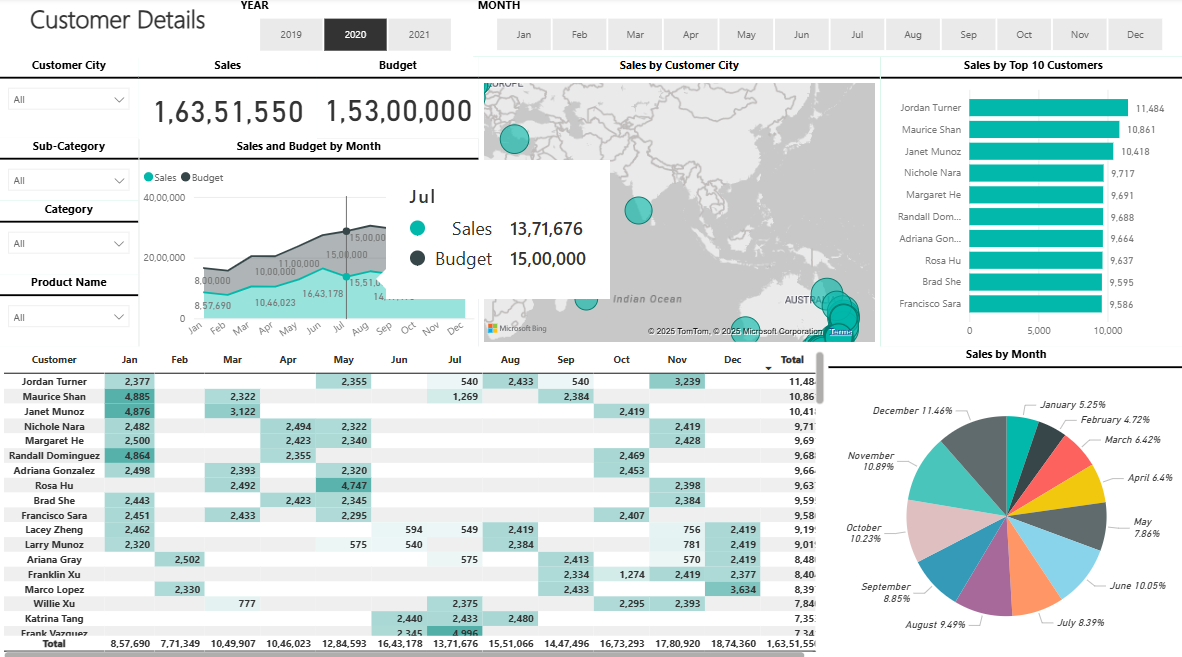 Customer Details
YEAR
2019 2020 2021
MONTH
Jan Feb Mar Apr May Jun Jul Aug Sep Oct Nov Dec
Customer City
All
Sub-Category
All
Category
All
Product Name
All
Sales
1,63,51,550
Budget
1,53,00,000
Sales and Budget by Month
Sales Budget
40,00,000
20,00,000
0
8,00,000
10,00,000
11,00,000
15,00,000
15,00,00
8,57,690
10,46,023
16,43,178
15,51,0
14,
Jan Feb Mar Apr May Jun Jul Aug Sep Oct Nov Dec
Jul
Sales 13,71,676
Budget 15,00,000
Sales by Customer City
EUROPE
Indian Ocean
AUSTRALIA
Microsoft Bing
© 2025 TomTom, © 2025 Microsoft Corporation Terms
Sales by Top 10 Customers
Jordan Turner 11,484
Maurice Shan 10,861
Janet Munoz 10,418
Nichole Nara 9,717
Margaret He 9,691
Randall Dom... 9,688
Adriana Gon... 9,664
Rosa Hu 9,637
Brad She 9,595
Francisco Sara 9,586
0 5,000 10,000
Customer Jan Feb Mar Apr May Jun Jul Aug Sep Oct Nov Dec Total
Jordan Turner 2,377 2,355 540 2,433 540 3,239 11,48
Maurice Shan 4,885 2,322 1,269 2,384 10,86
Janet Munoz 4,876 3,122 2,419 10,41
Nichole Nara 2,482 2,494 2,322 2,419 9,71
Margaret He 2,500 2,423 2,340 2,428 9,69
Randall Dominguez 4,864 2,355 2,469 9,68
Adriana Gonzalez 2,498 2,393 2,320 2,453 9,66
Rosa Hu 2,492 4,747 2,398 9,63
Brad She 2,443 2,423 2,345 2,384 9,59
Francisco Sara 2,451 2,433 2,295 2,407 9,58
Lacey Zheng 2,462 594 549 2,419 756 2,419 9,19
Larry Munoz 2,320 575 540 2,384 781 2,419 9,01
Ariana Gray 2,502 575 2,413 570 2,419 8,48
Franklin Xu 2,334 1,274 2,419 2,377 8,40
Marco Lopez 2,330 2,433 3,634 8,39
Willie Xu 777 2,375 2,295 2,393 7,84
Katrina Tang 2,440 2,433 2,480 7,35
Frank Vazquez 2,345 4,996 7,34
Total 8,57,690 7,71,349 10,49,907 10,46,023 12,84,593 16,43,178 13,71,676 15,51,066 14,47,496 16,73,293 17,80,920 18,74,360 1,63,51,55
Sales by Month
January 5.25%
February 4.72%
March 6.42%
April 6.4%
May
7.86%
June 10.05%
July 8.39%
August 9.49%
September
8.85%
October
10.23%
November
10.89%
December 11.46%